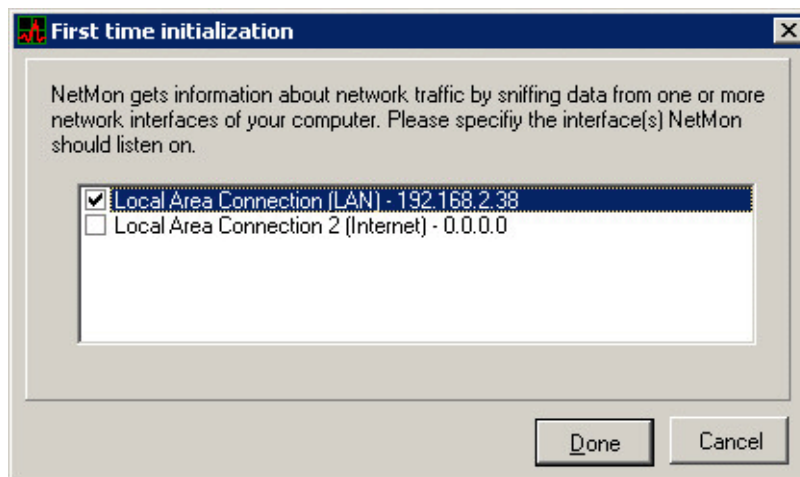 First time initialization
NetMon gets information about network traffic by sniffing data from one or more
network interfaces of your computer. Please specifiy the interface(s) NetMon
should listen on.
Local Area Connection (LAN) - 192.168.2.38
Local Area Connection 2 (Internet) - 0.0.0.0
Done
Cancel